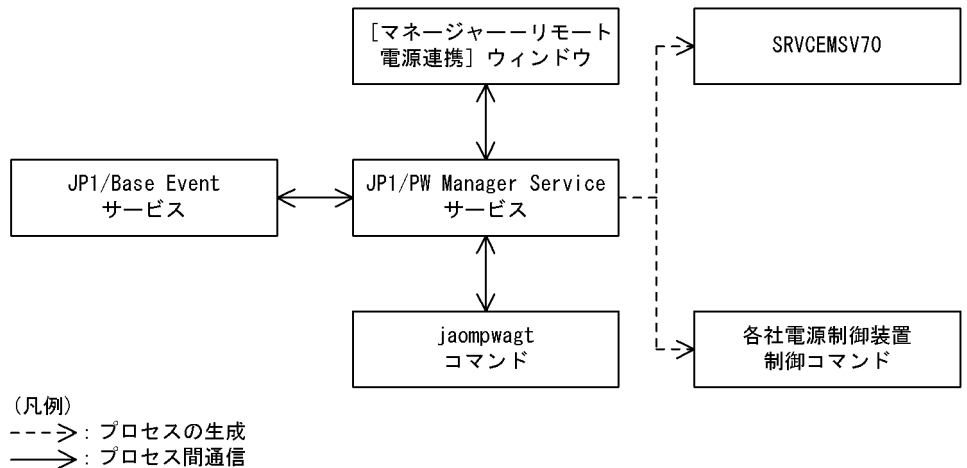 [マネージャーーリモート
電源連携]ウィンドウ
SRVCEMSV70
JP1/Base Event
サービス
JP1/PW Manager Service
サービス
jaompwagt
コマンド
各社電源制御装置
制御コマンド
(凡例)
: プロセスの生成
: プロセス間通信